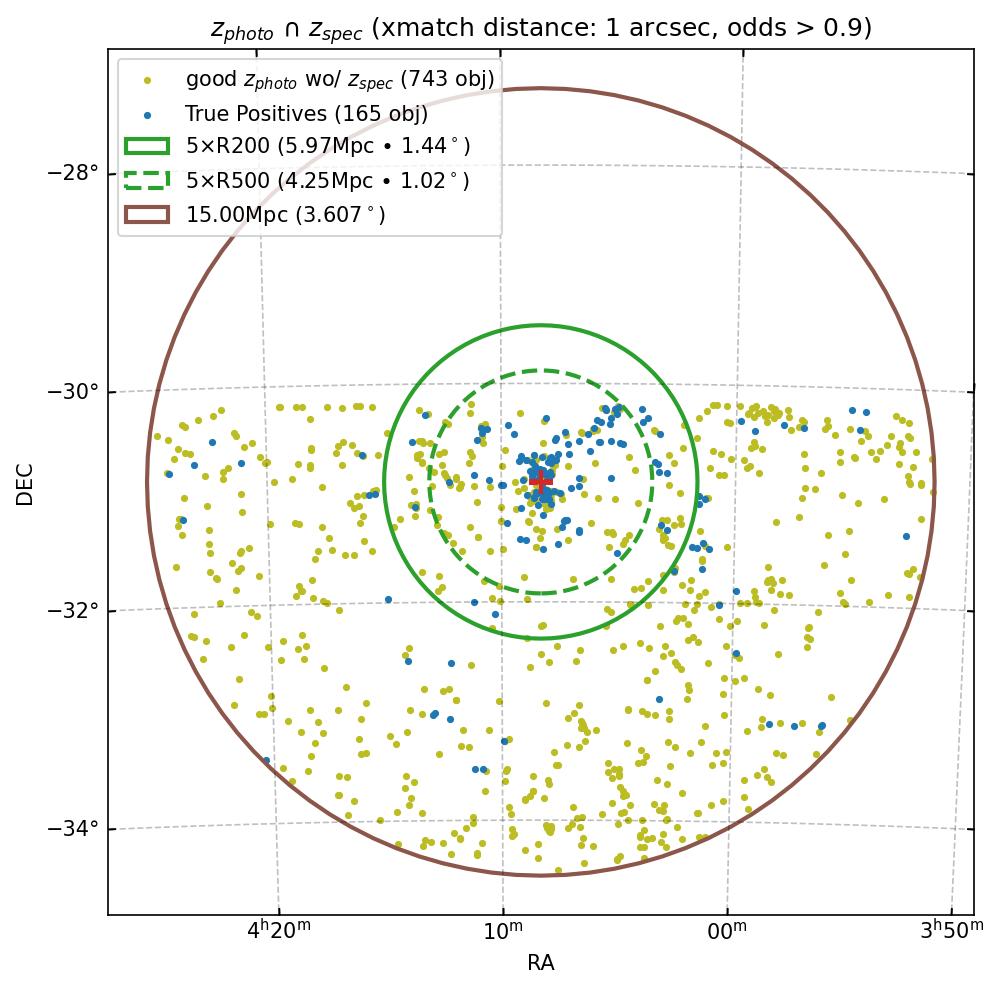 z_photo ∩ z_spec (xmatch distance: 1 arcsec, odds > 0.9)
good z_photo wo/ z_spec (743 obj)
True Positives (165 obj)
5×R200 (5.97Mpc • 1.44°)
5×R500 (4.25Mpc • 1.02°)
15.00Mpc (3.607°)
−28°
−30°
−32°
−34°
DEC
4ʰ20ᵐ 10ᵐ 00ᵐ 3ʰ50ᵐ
RA